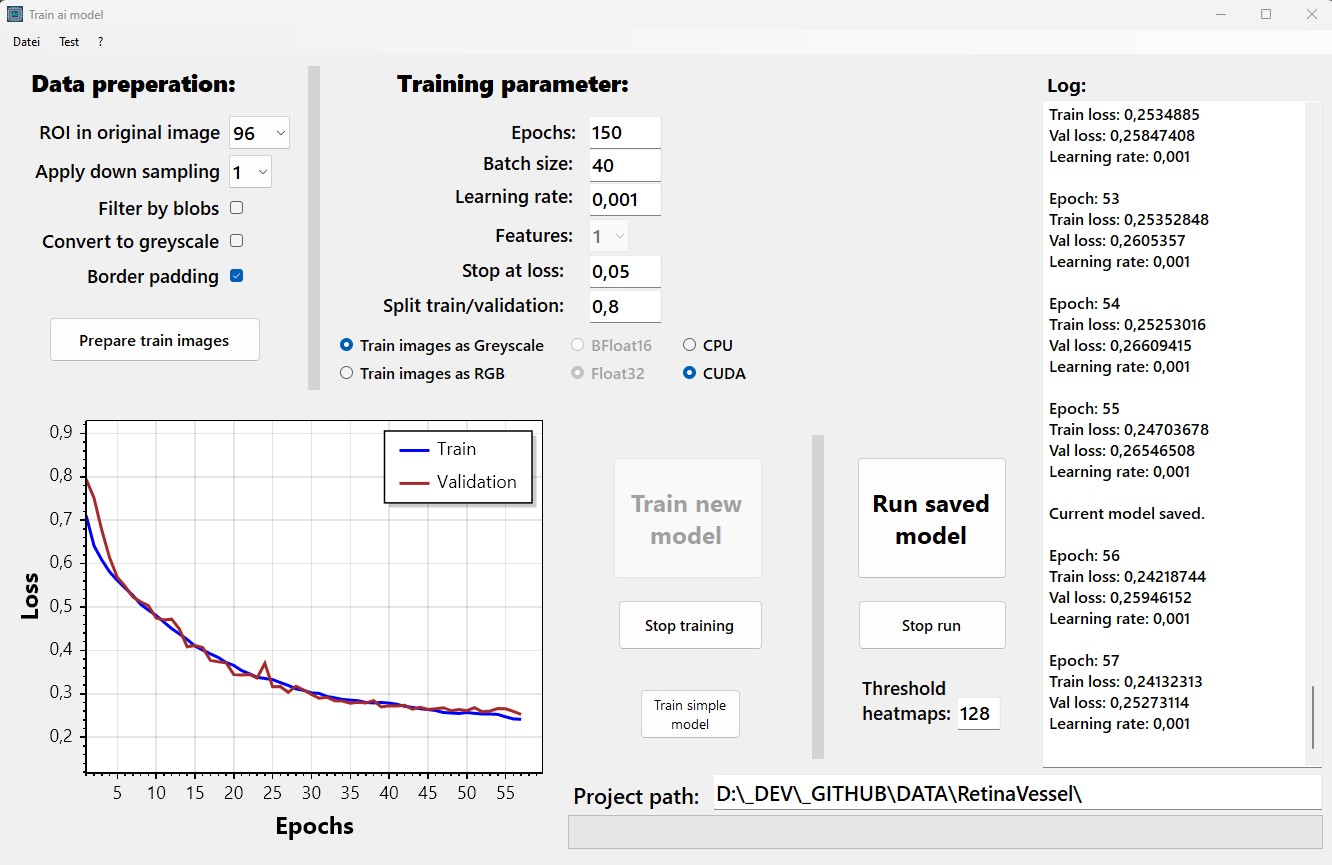 Train ai model
Datei Test ?
Data preperation:
ROI in original image 96
Apply down sampling 1
Filter by blobs
Convert to greyscale
Border padding
Prepare train images
Training parameter:
Epochs: 150
Batch size: 40
Learning rate: 0,001
Features: 1
Stop at loss: 0,05
Split train/validation: 0,8
Train images as Greyscale BFloat16 CPU
Train images as RGB Float32 CUDA
Log:
Train loss: 0,2534885
Val loss: 0,25847408
Learning rate: 0,001
Epoch: 53
Train loss: 0,25352848
Val loss: 0,2605357
Learning rate: 0,001
Epoch: 54
Train loss: 0,25253016
Val loss: 0,26609415
Learning rate: 0,001
Epoch: 55
Train loss: 0,24703678
Val loss: 0,26546508
Learning rate: 0,001
Current model saved.
Epoch: 56
Train loss: 0,24218744
Val loss: 0,25946152
Learning rate: 0,001
Epoch: 57
Train loss: 0,24132313
Val loss: 0,25273114
Learning rate: 0,001
0,9
0,8
0,7
0,6
0,5
0,4
0,3
0,2
Loss
Train
Validation
5 10 15 20 25 30 35 40 45 50 55
Epochs
Train new
model
Stop training
Train simple
model
Run saved
model
Stop run
Threshold
heatmaps: 128
Project path: D:\_DEV\_GITHUB\DATA\RetinaVessel\